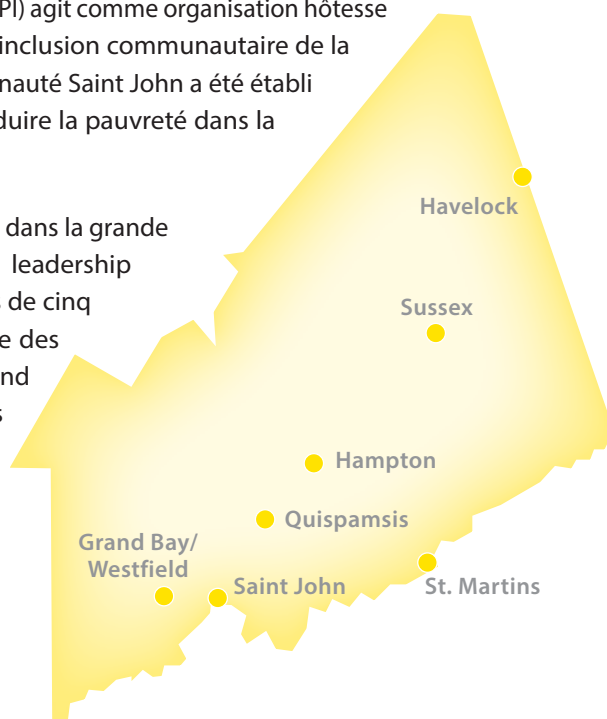 PI) agit comme organisation hôtesse
inclusion communautaire de la
nauté Saint John a été établi
duire la pauvreté dans la
dans la grande
leadership
de cinq
e des
nd
s
Havelock
Sussex
Hampton
Quispamsis
Grand Bay/
Westfield
Saint John
St. Martins